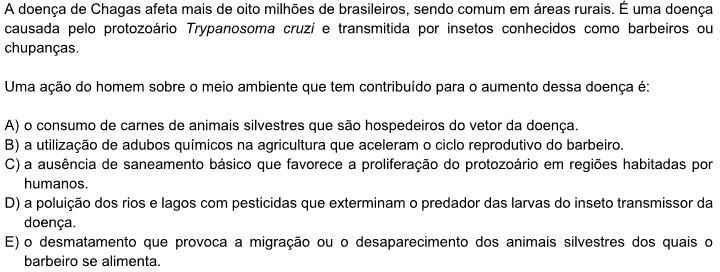 A doença de Chagas afeta mais de oito milhões de brasileiros, sendo comum em áreas rurais. É uma doença
causada pelo protozoário Trypanosoma cruzi e transmitida por insetos conhecidos como barbeiros ou
chupanças.
Uma ação do homem sobre o meio ambiente que tem contribuído para o aumento dessa doença é:
A) o consumo de carnes de animais silvestres que são hospedeiros do vetor da doença.
B) a utilização de adubos químicos na agricultura que aceleram o ciclo reprodutivo do barbeiro.
C) a ausência de saneamento básico que favorece a proliferação do protozoário em regiões habitadas por
humanos.
D) a poluição dos rios e lagos com pesticidas que exterminam o predador das larvas do inseto transmissor da
doença.
E) o desmatamento que provoca a migração ou o desaparecimento dos animais silvestres dos quais o
barbeiro se alimenta.